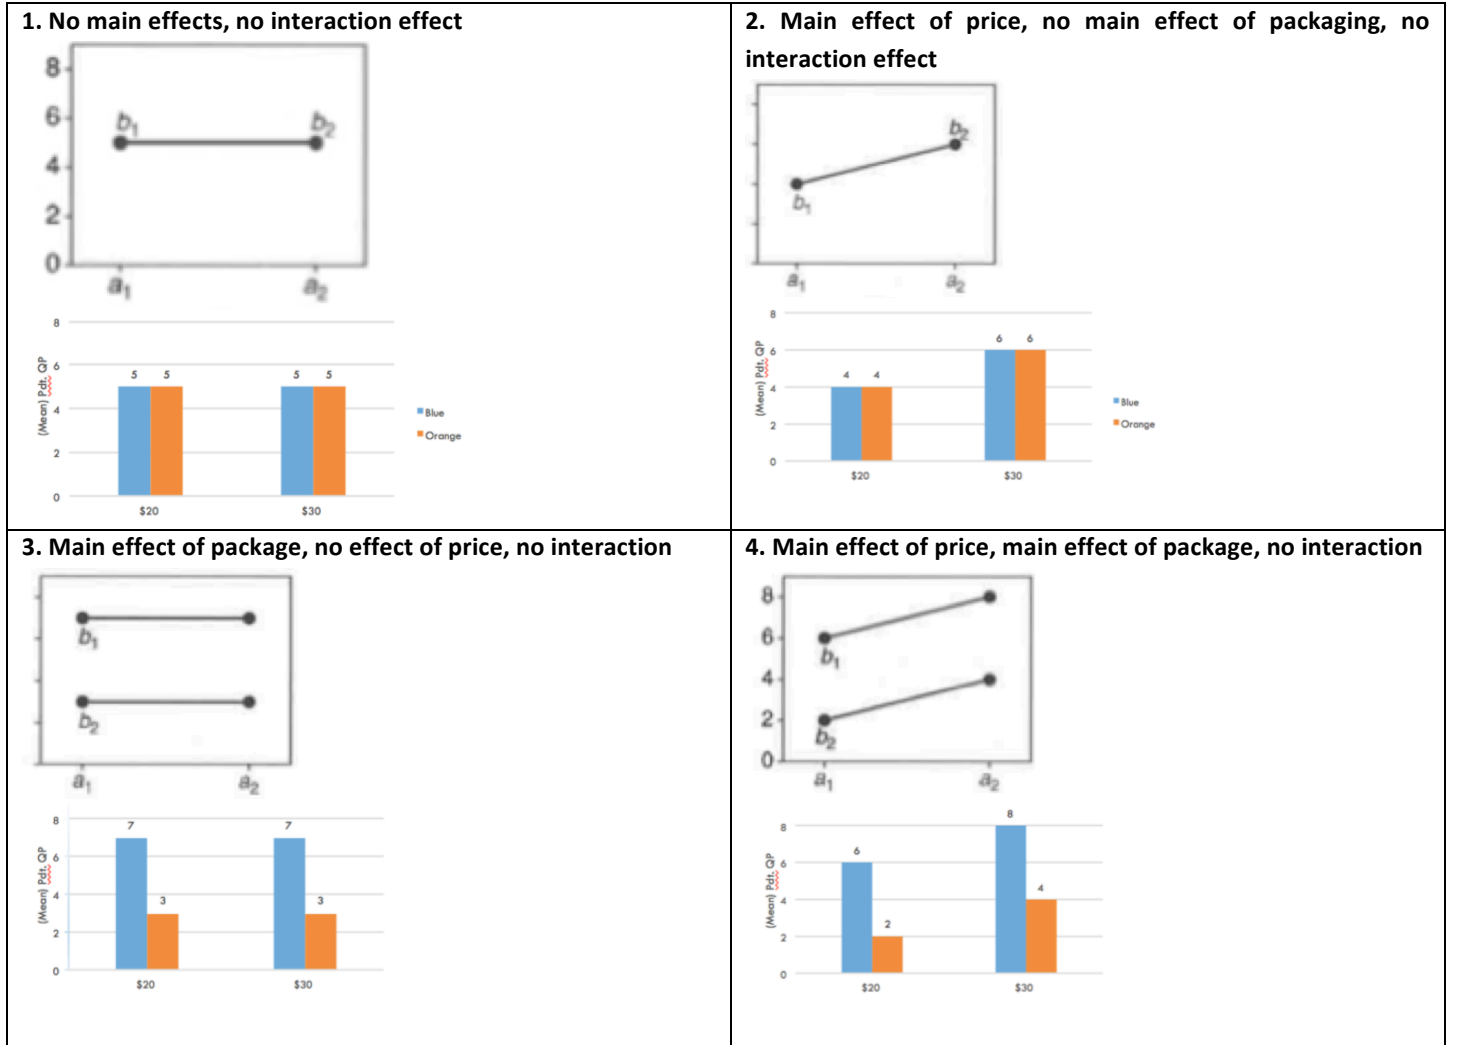 1. No main effects, no interaction effect
8
6
4
2
0
b1
b2
a1
a2
8
6
4
2
0
(Mean) Pdt. QP
5
5
5
5
$20
$30
Blue
Orange
2. Main effect of price, no main effect of packaging, no
interaction effect
b1
b2
a1
a2
8
6
4
2
0
(Mean) Pdt. QP
4
4
6
6
$20
$30
Blue
Orange
3. Main effect of package, no effect of price, no interaction
b1
b2
a1
a2
8
6
4
2
0
(Mean) Pdt. QP
7
3
7
3
$20
$30
4. Main effect of price, main effect of package, no interaction
8
6
4
2
0
b1
b2
a1
a2
8
6
4
2
0
(Mean) Pdt. QP
6
2
8
4
$20
$30